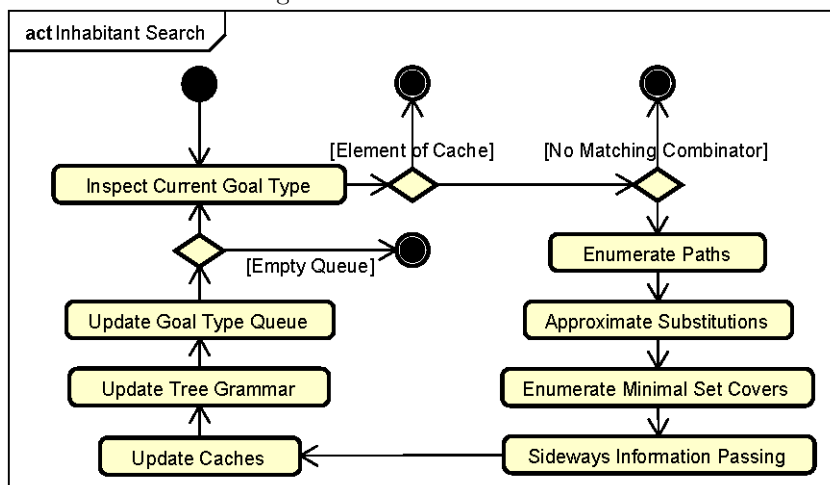 act Inhabitant Search
[Element of Cache]
[No Matching Combinator]
Inspect Current Goal Type
[Empty Queue]
Enumerate Paths
Update Goal Type Queue
Approximate Substitutions
Update Tree Grammar
Enumerate Minimal Set Covers
Update Caches
Sideways Information Passing